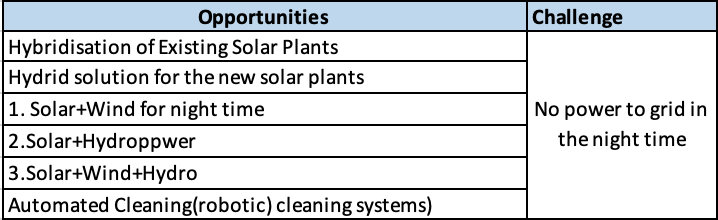 Opportunities
Challenge
Hybridisation of Existing Solar Plants
Hydrid solution for the new solar plants
1. Solar+Wind for night time
2.Solar+Hydroppwer
3.Solar+Wind+Hydro
Automated Cleaning(robotic) cleaning systems)
No power to grid in
the night time